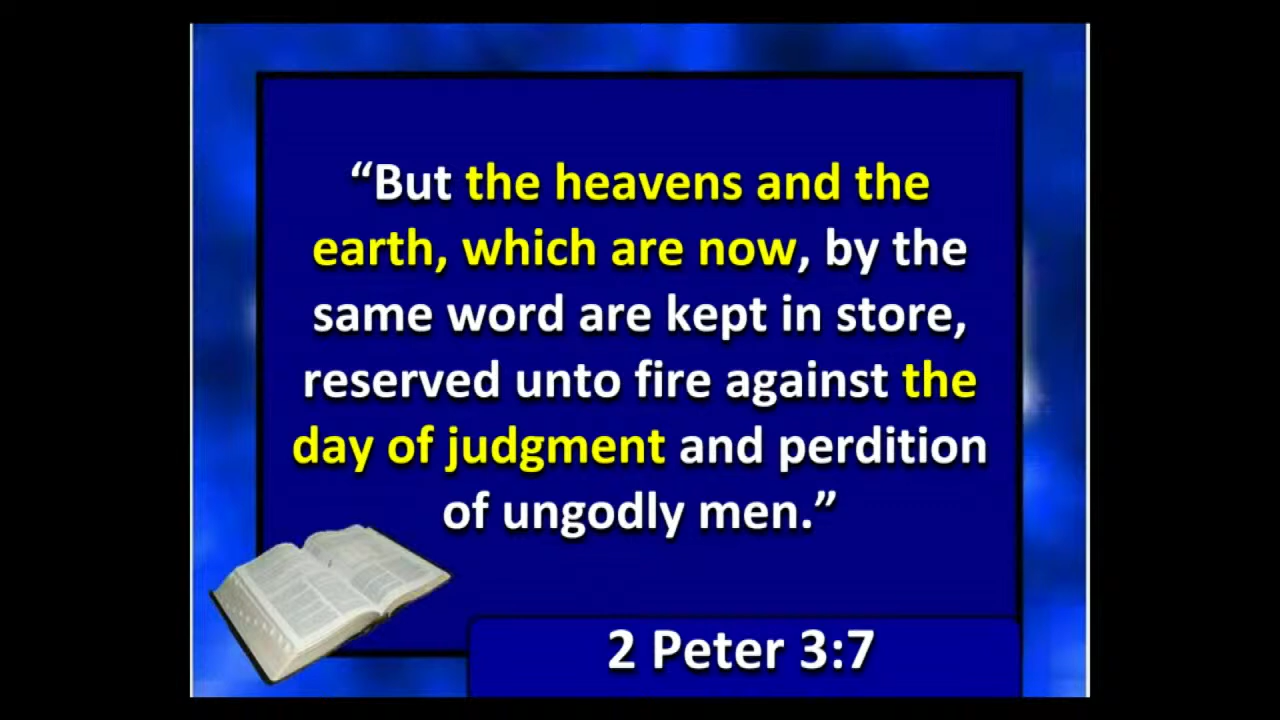 “But the heavens and the
earth, which are now, by the
same word are kept in store,
reserved unto fire against the
day of judgment and perdition
of ungodly men.”
2 Peter 3:7